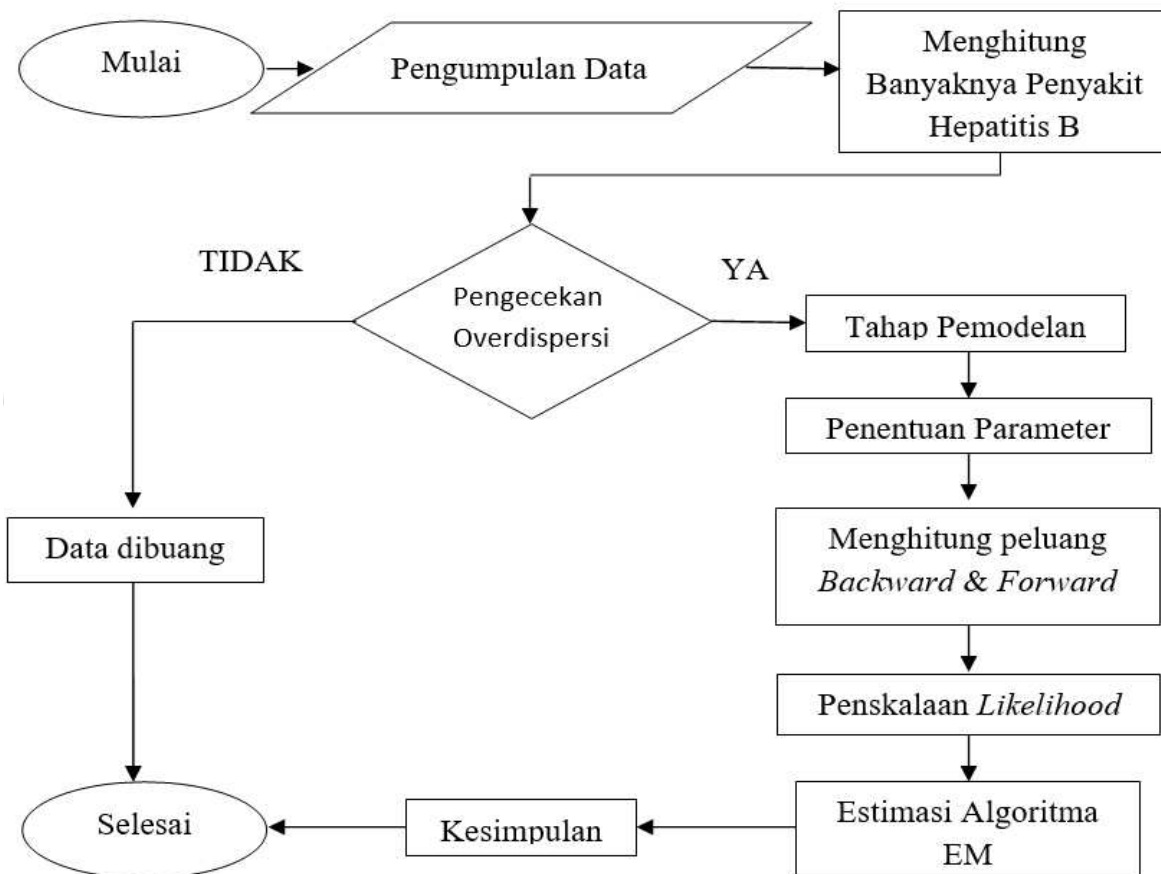 Mulai
Pengumpulan Data
Menghitung
Banyaknya Penyakit
Hepatitis B
TIDAK
YA
Pengecekan
Overdispersi
Tahap Pemodelan
Penentuan Parameter
Data dibuang
Menghitung peluang
Backward & Forward
Penskalaan Likelihood
Selesai
Kesimpulan
Estimasi Algoritma
EM